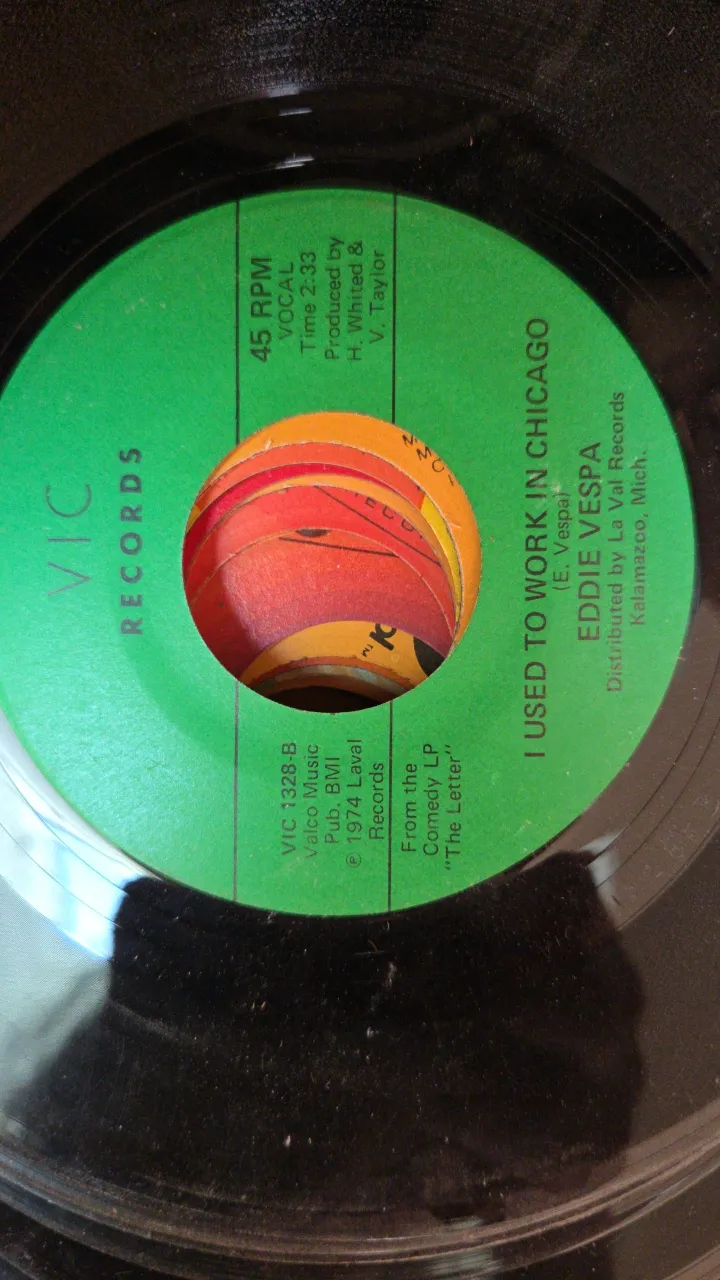 VIC
RECORDS
VIC 1328-B
Valco Music
Pub. BMI
℗ 1974 Laval
Records
45 RPM
VOCAL
Time 2:33
Produced by
H. Whited &
V. Taylor
From the
Comedy LP
"The Letter"
I USED TO WORK IN CHICAGO
(E. Vespa)
EDDIE VESPA
Distributed by La Val Records
Kalamazoo, Mich.